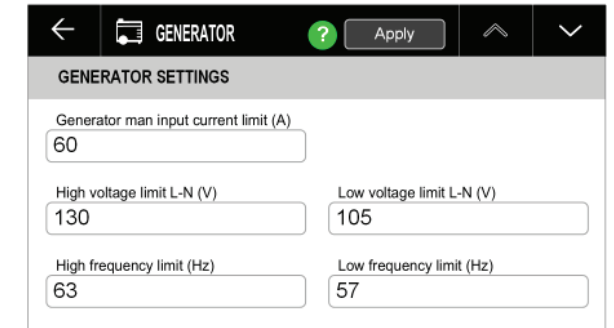 GENERATOR
?
Apply
GENERATOR SETTINGS
Generator man input current limit (A)
60
High voltage limit L-N (V)
Low voltage limit L-N (V)
130
105
High frequency limit (Hz)
Low frequency limit (Hz)
63
57